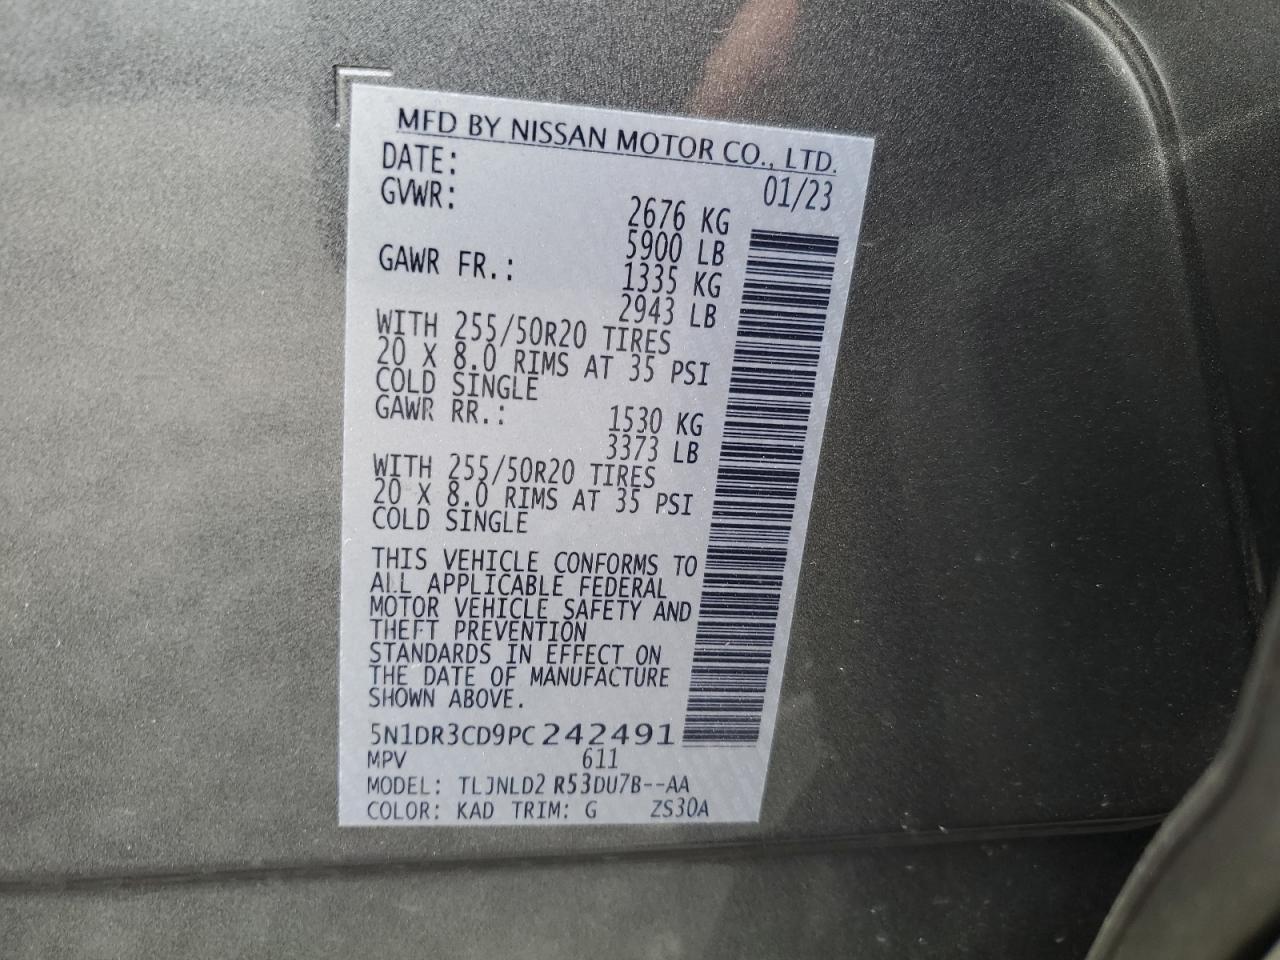 MFD BY NISSAN MOTOR CO., LTD.
DATE: 01/23
GVWR: 2676 KG
5900 LB
GAWR FR.: 1335 KG
2943 LB
WITH 255/50R20 TIRES
20 X 8.0 RIMS AT 35 PSI
COLD SINGLE
GAWR RR.: 1530 KG
3373 LB
WITH 255/50R20 TIRES
20 X 8.0 RIMS AT 35 PSI
COLD SINGLE
THIS VEHICLE CONFORMS TO
ALL APPLICABLE FEDERAL
MOTOR VEHICLE SAFETY AND
THEFT PREVENTION
STANDARDS IN EFFECT ON
THE DATE OF MANUFACTURE
SHOWN ABOVE.
5N1DR3CD9PC242491
MPV 611
MODEL: TLJNLD2 R53DU7B--AA
COLOR: KAD TRIM: G ZS30A